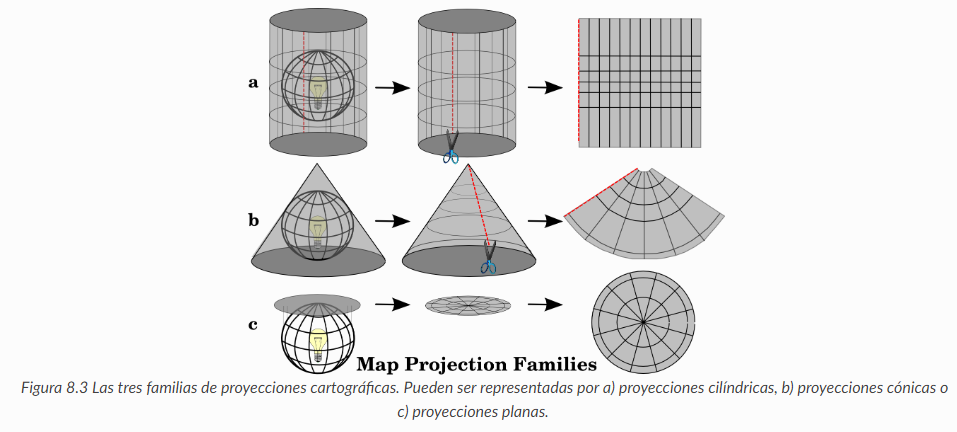 a
b
c
Map Projection Families
Figura 8.3 Las tres familias de proyecciones cartográficas. Pueden ser representadas por a) proyecciones cilíndricas, b) proyecciones cónicas o
c) proyecciones planas.